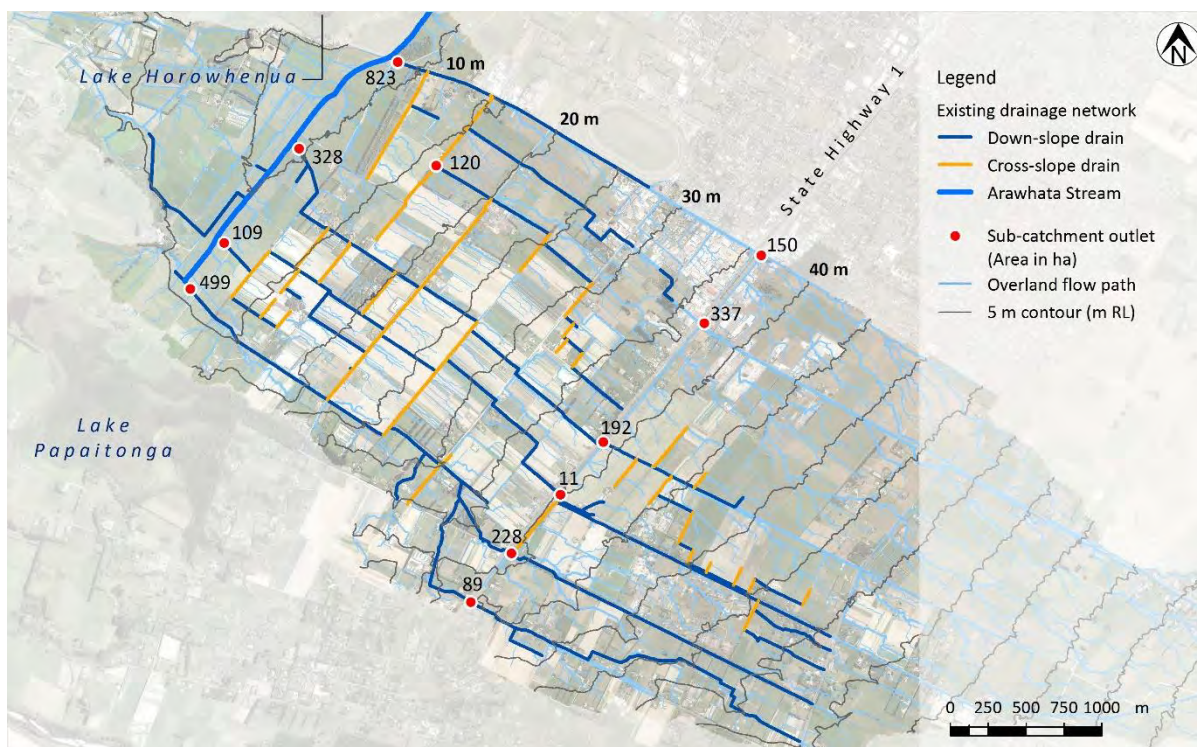 Lake Horowhenua
823
10 m
20 m
328
120
30 m
State Highway 1
150
40 m
109
499
337
Lake
Papaitonga
192
11
228
89
N
Legend
Existing drainage network
Down-slope drain
Cross-slope drain
Arawhata Stream
Sub-catchment outlet
(Area in ha)
Overland flow path
5 m contour (m RL)
0 250 500 750 1000 m